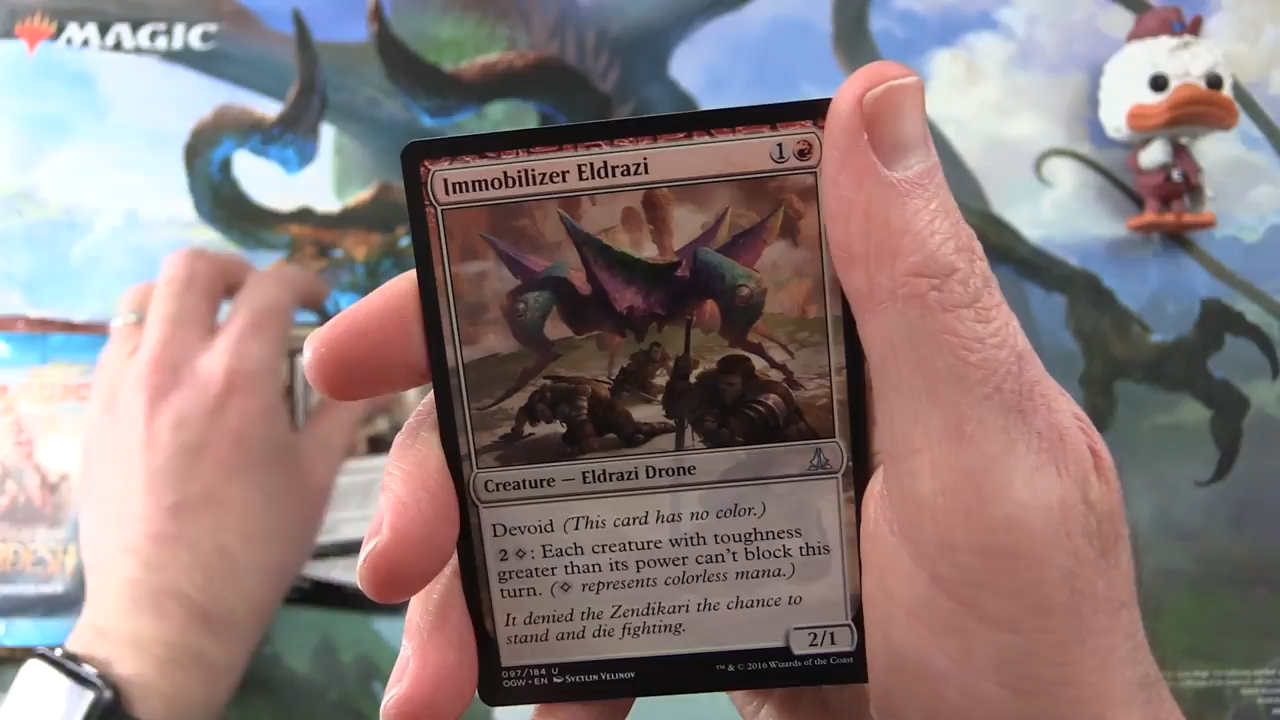 MAGIC
Immobilizer Eldrazi
1
Creature — Eldrazi Drone
Devoid (This card has no color.)
2 ◇: Each creature with toughness
greater than its power can't block this
turn. (◇ represents colorless mana.)
It denied the Zendikari the chance to
stand and die fighting.
2/1
097/184 U
OGW • EN Svetlin Velinov
™ & © 2016 Wizards of the Coast